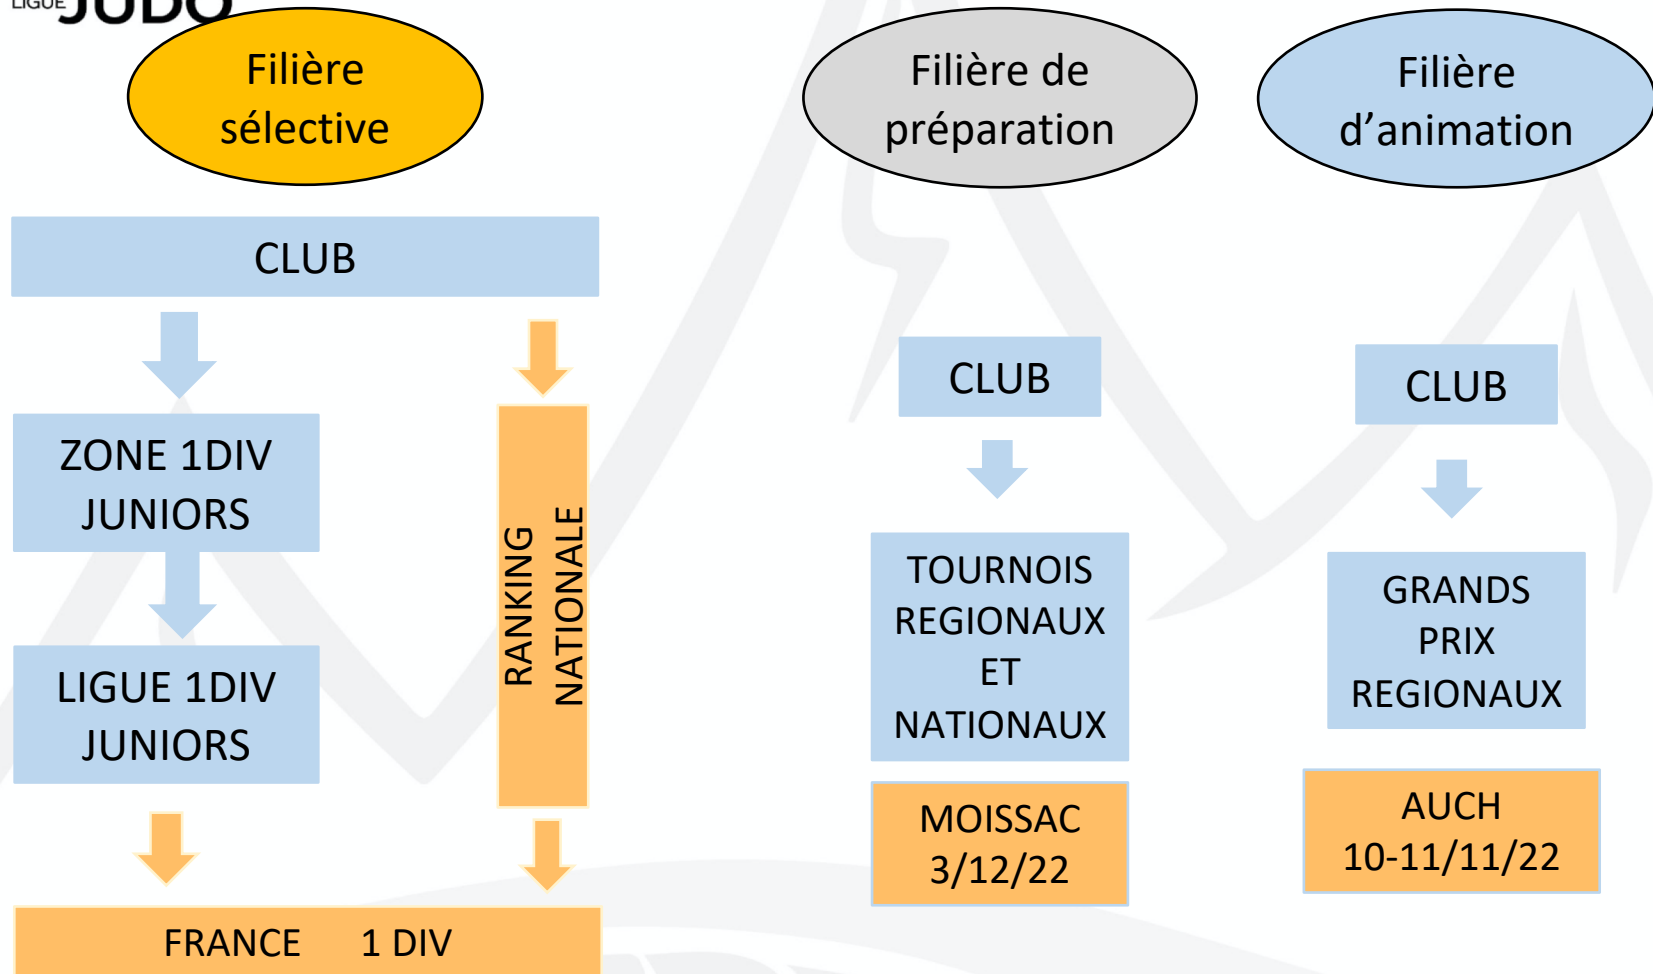 LIGUE JUDO
Filière
sélective
Filière de
préparation
Filière
d’animation
CLUB
ZONE 1DIV
JUNIORS
LIGUE 1DIV
JUNIORS
RANKING
NATIONALE
FRANCE 1 DIV
CLUB
TOURNOIS
REGIONAUX
ET
NATIONAUX
MOISSAC
3/12/22
CLUB
GRANDS
PRIX
REGIONAUX
AUCH
10-11/11/22